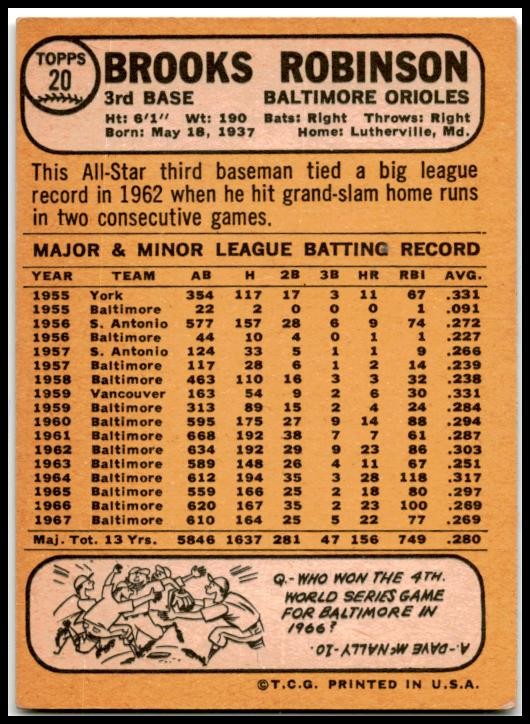 TOPPS
20
BROOKS ROBINSON
3rd BASE BALTIMORE ORIOLES
Ht: 6'1" Wt: 190 Bats: Right Throws: Right
Born: May 18, 1937 Home: Lutherville, Md.
This All-Star third baseman tied a big league
record in 1962 when he hit grand-slam home runs
in two consecutive games.
MAJOR & MINOR LEAGUE BATTING RECORD
YEAR TEAM AB H 2B 3B HR RBI AVG.
1955 York 354 117 17 3 11 67 .331
1955 Baltimore 22 2 0 0 0 1 .091
1956 S. Antonio 577 157 28 6 9 74 .272
1956 Baltimore 44 10 4 0 1 1 .227
1957 S. Antonio 124 33 5 1 1 9 .266
1957 Baltimore 117 28 6 1 2 14 .239
1958 Baltimore 463 110 16 3 3 32 .238
1959 Vancouver 163 54 9 2 6 30 .331
1959 Baltimore 313 89 15 2 4 24 .284
1960 Baltimore 595 175 27 9 14 88 .294
1961 Baltimore 668 192 38 7 7 61 .287
1962 Baltimore 634 192 29 9 23 86 .303
1963 Baltimore 589 148 26 4 11 67 .251
1964 Baltimore 612 194 35 3 28 118 .317
1965 Baltimore 559 166 25 2 18 80 .297
1966 Baltimore 620 167 35 2 23 100 .269
1967 Baltimore 610 164 25 5 22 77 .269
Maj. Tot. 13 Yrs. 5846 1637 281 47 156 749 .280
Q.-WHO WON THE 4TH.
WORLD SERIES GAME
FOR BALTIMORE IN
1966?
A.-DAVE McNALLY-1-0.
©T.C.G. PRINTED IN U.S.A.